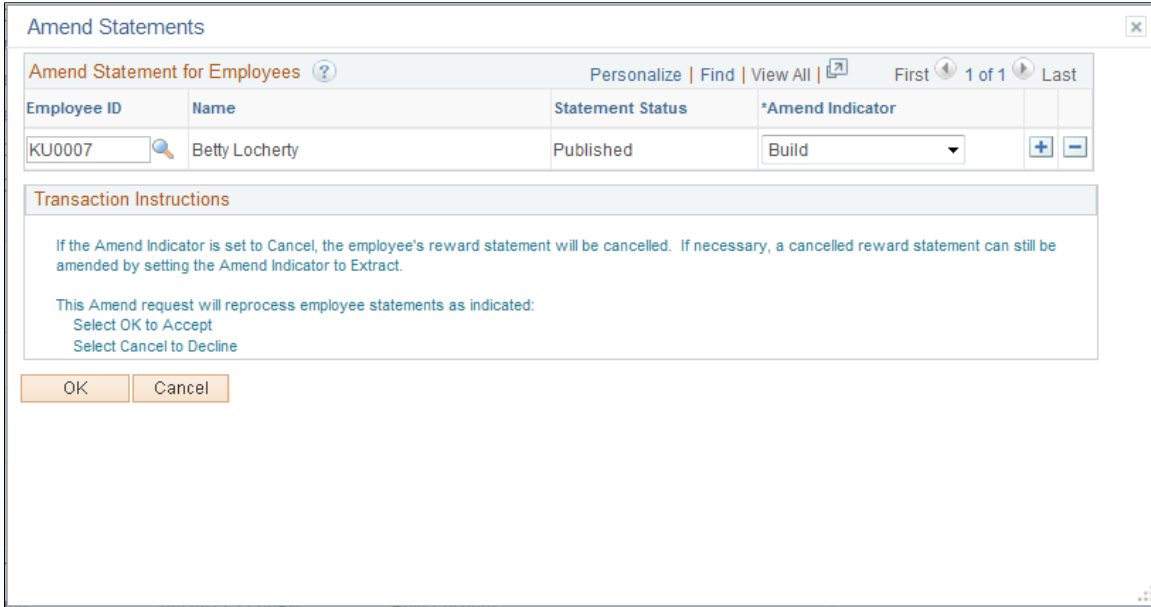 Amend Statements
Amend Statement for Employees ? Personalize | Find | View All | First 1 of 1 Last
Employee ID Name Statement Status *Amend Indicator
KU0007 Betty Locherty Published Build
Transaction Instructions
If the Amend Indicator is set to Cancel, the employee's reward statement will be cancelled. If necessary, a cancelled reward statement can still be
amended by setting the Amend Indicator to Extract.
This Amend request will reprocess employee statements as indicated:
Select OK to Accept
Select Cancel to Decline
OK Cancel